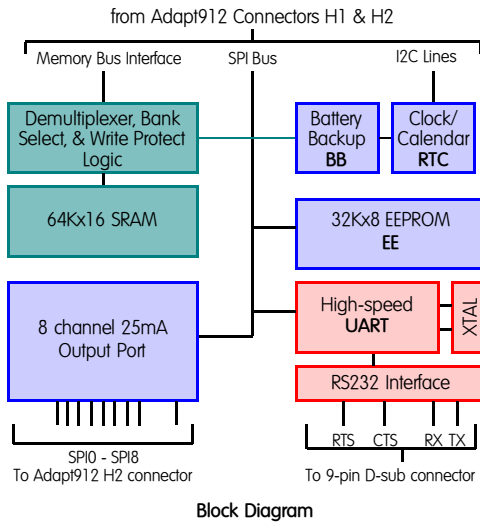 from Adapt912 Connectors H1 & H2
Memory Bus Interface
SPI Bus
I2C Lines
Demultiplexer, Bank
Select, & Write Protect
Logic
Battery
Backup
BB
Clock/
Calendar
RTC
64Kx16 SRAM
32Kx8 EEPROM
EE
8 channel 25mA
Output Port
High-speed
UART
XTAL
RS232 Interface
RTS
CTS
RX
TX
SPI0 - SPI8
To Adapt912 H2 connector
To 9-pin D-sub connector
Block Diagram